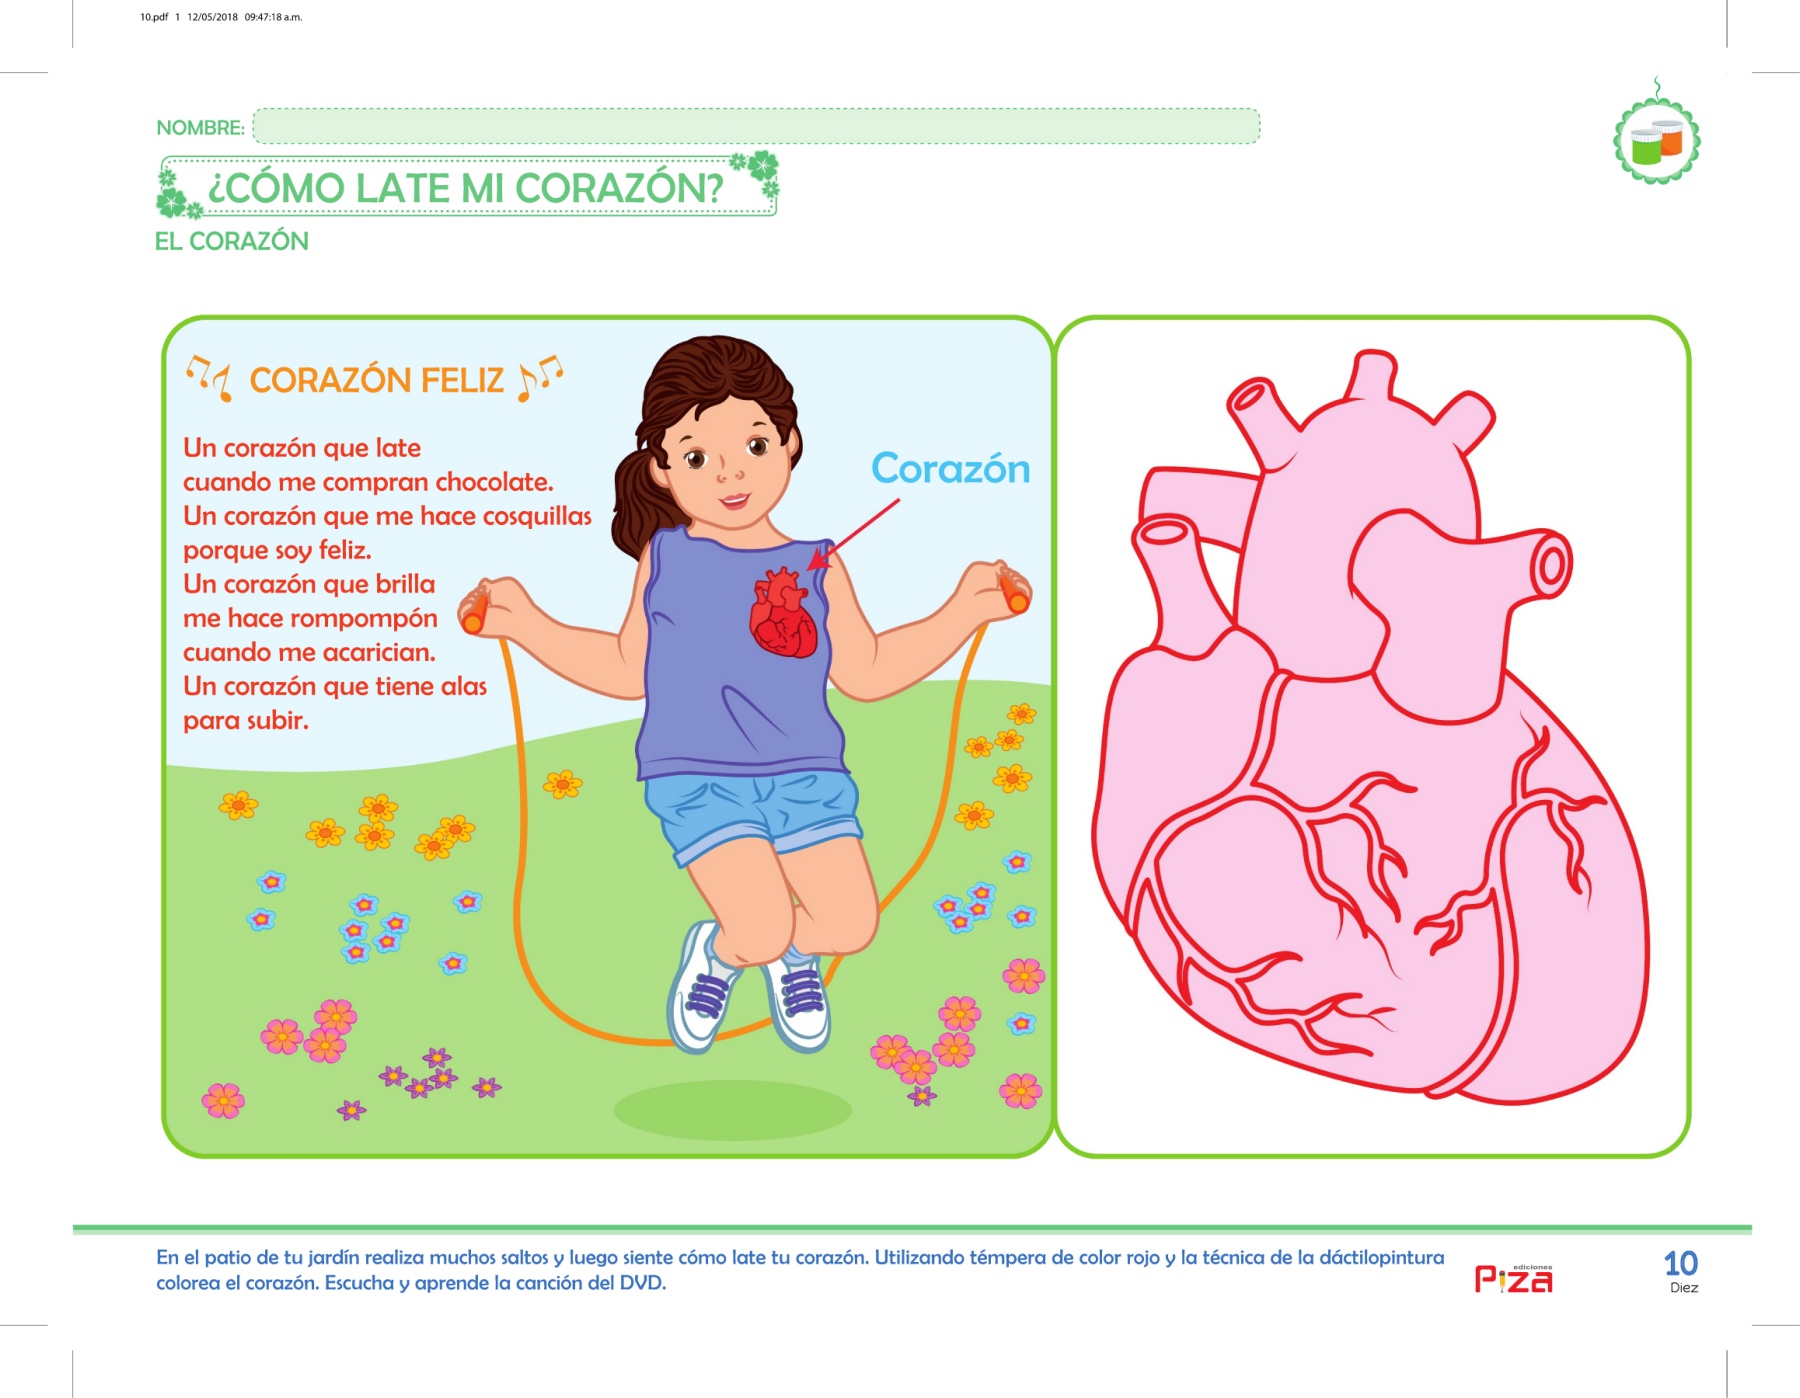 10.pdf 1 12/05/2018 09:47:18 a.m.
NOMBRE:
¿CÓMO LATE MI CORAZÓN?
EL CORAZÓN
CORAZÓN FELIZ
Un corazón que late
cuando me compran chocolate.
Un corazón que me hace cosquillas
porque soy feliz.
Un corazón que brilla
me hace rompompón
cuando me acarician.
Un corazón que tiene alas
para subir.
Corazón
En el patio de tu jardín realiza muchos saltos y luego siente cómo late tu corazón. Utilizando témpera de color rojo y la técnica de la dáctilopintura
colorea el corazón. Escucha y aprende la canción del DVD.
ediciones
Piza
10
Diez